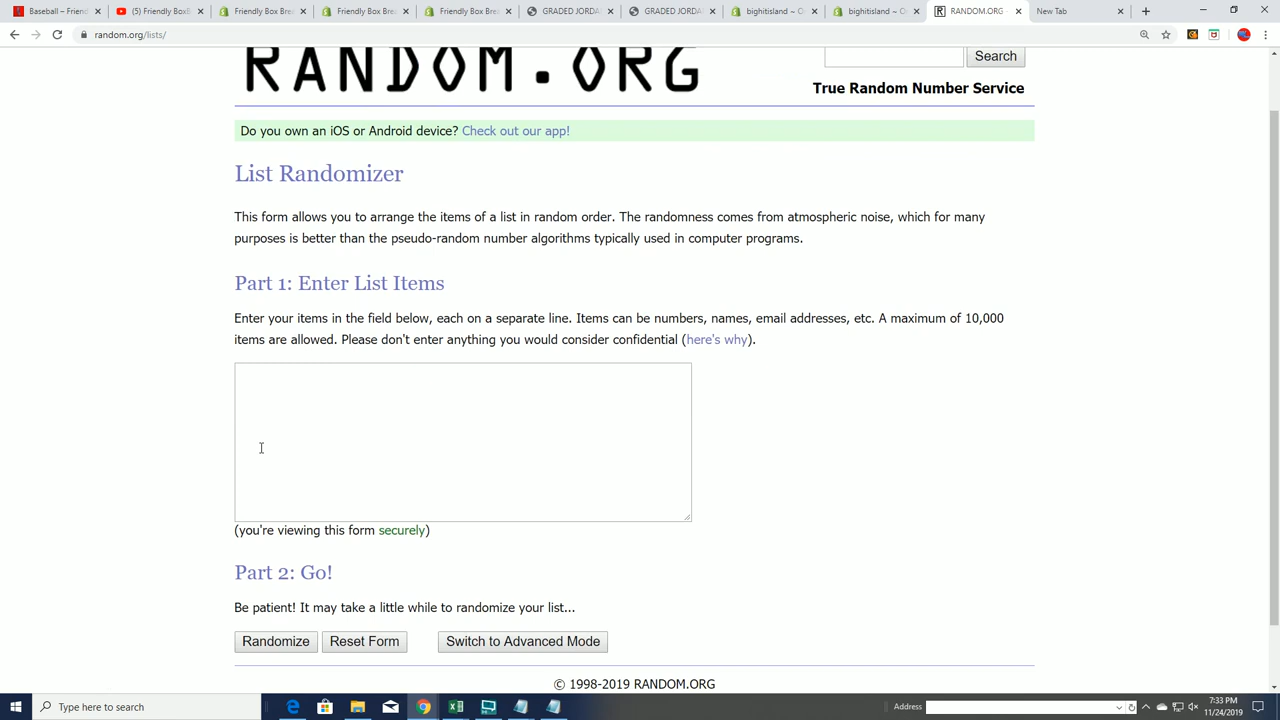 Baseball – Friend
(5) Friendly BoxB
Friendly Box Brea
Friendly Box Brea
Friendly Box Brea
GRADED JORDA
GRADED JORDA
bighitisland ~ O
bighitisland ~ Cu
RANDOM.ORG
New Tab
random.org/lists/
RANDOM.ORG
Search
True Random Number Service
Do you own an iOS or Android device? Check out our app!
List Randomizer
This form allows you to arrange the items of a list in random order. The randomness comes from atmospheric noise, which for many
purposes is better than the pseudo-random number algorithms typically used in computer programs.
Part 1: Enter List Items
Enter your items in the field below, each on a separate line. Items can be numbers, names, email addresses, etc. A maximum of 10,000
items are allowed. Please don't enter anything you would consider confidential (here's why).
(you're viewing this form securely)
Part 2: Go!
Be patient! It may take a little while to randomize your list...
Randomize Reset Form Switch to Advanced Mode
© 1998-2019 RANDOM.ORG
Type here to search
Address
7:33 PM
11/24/2019